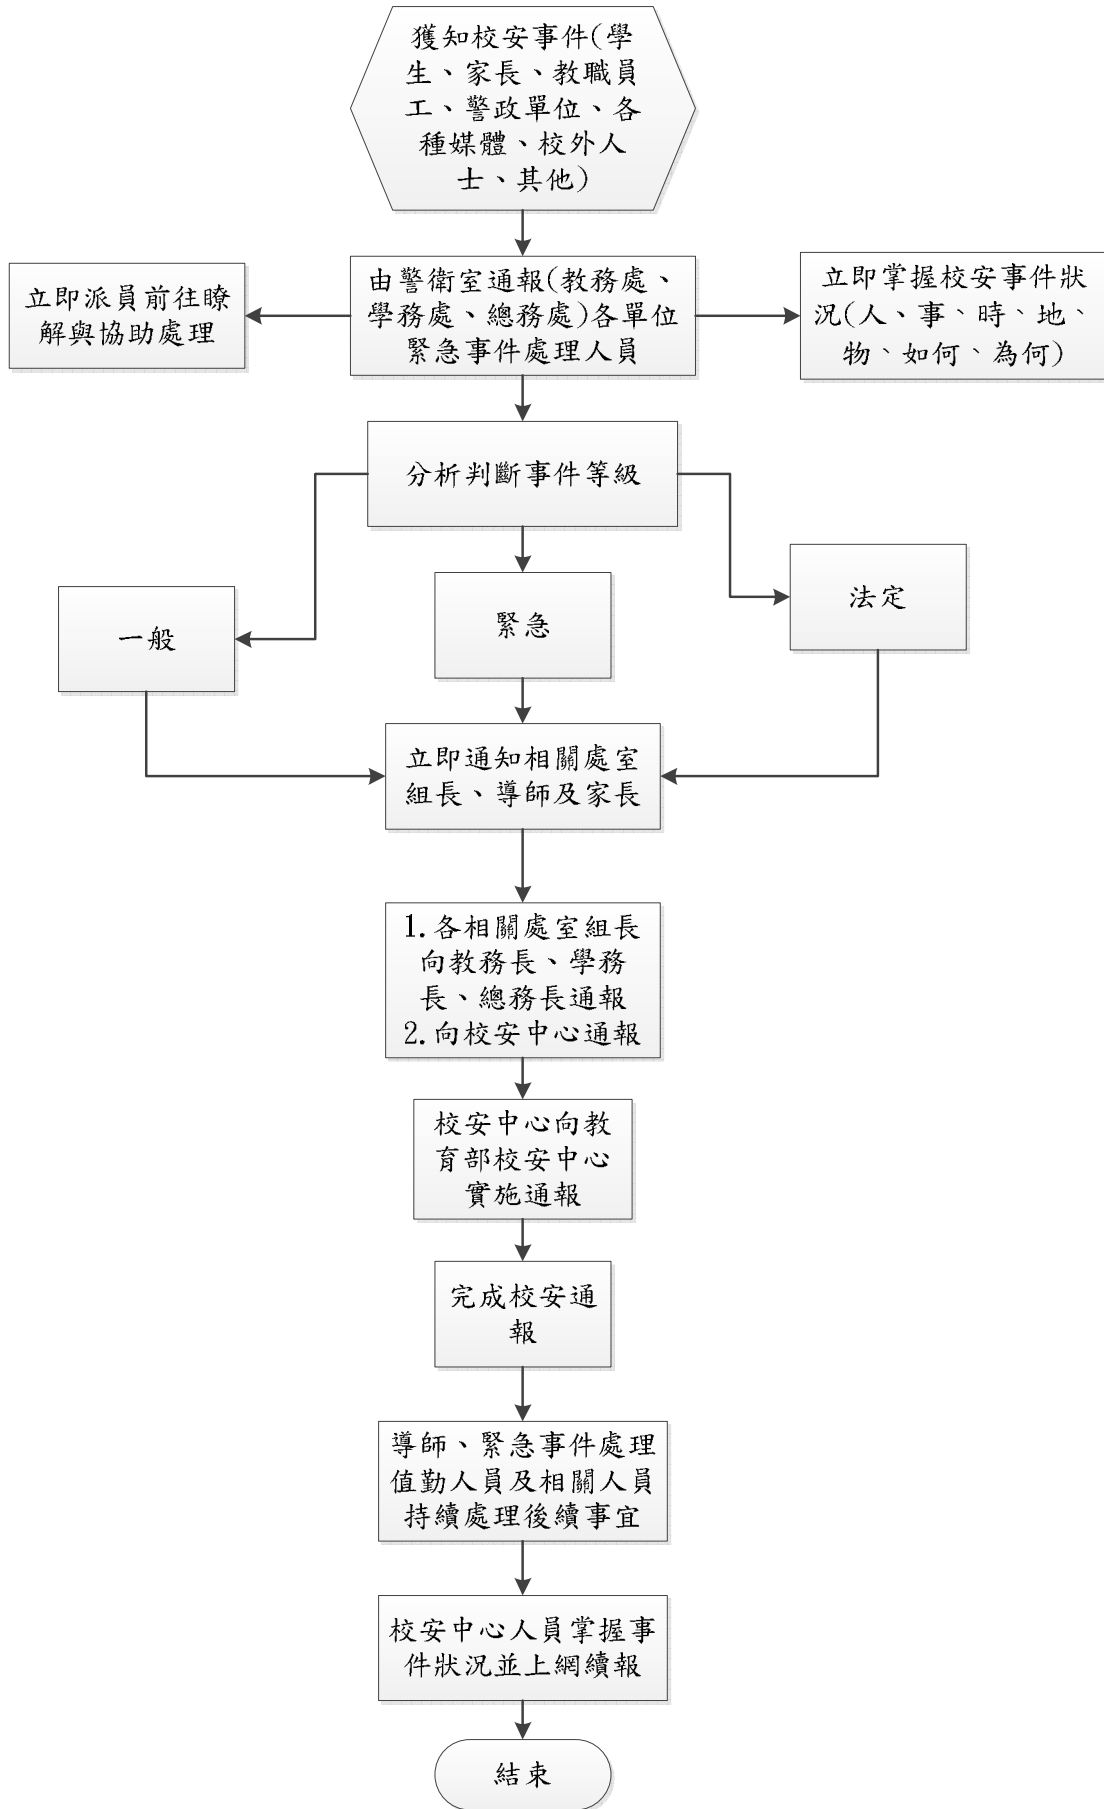 獲知校安事件(學
生、家長、教職員
工、警政單位、各
種媒體、校外人
士、其他)
立即派員前往瞭
解與協助處理
由警衛室通報(教務處、
學務處、總務處)各單位
緊急事件處理人員
立即掌握校安事件狀
況(人、事、時、地、
物、如何、為何)
分析判斷事件等級
一般
緊急
法定
立即通知相關處室
組長、導師及家長
1.各相關處室組長
向教務長、學務
長、總務長通報
2.向校安中心通報
校安中心向教
育部校安中心
實施通報
完成校安通
報
導師、緊急事件處理
值勤人員及相關人員
持續處理後續事宜
校安中心人員掌握事
件狀況並上網續報
結束